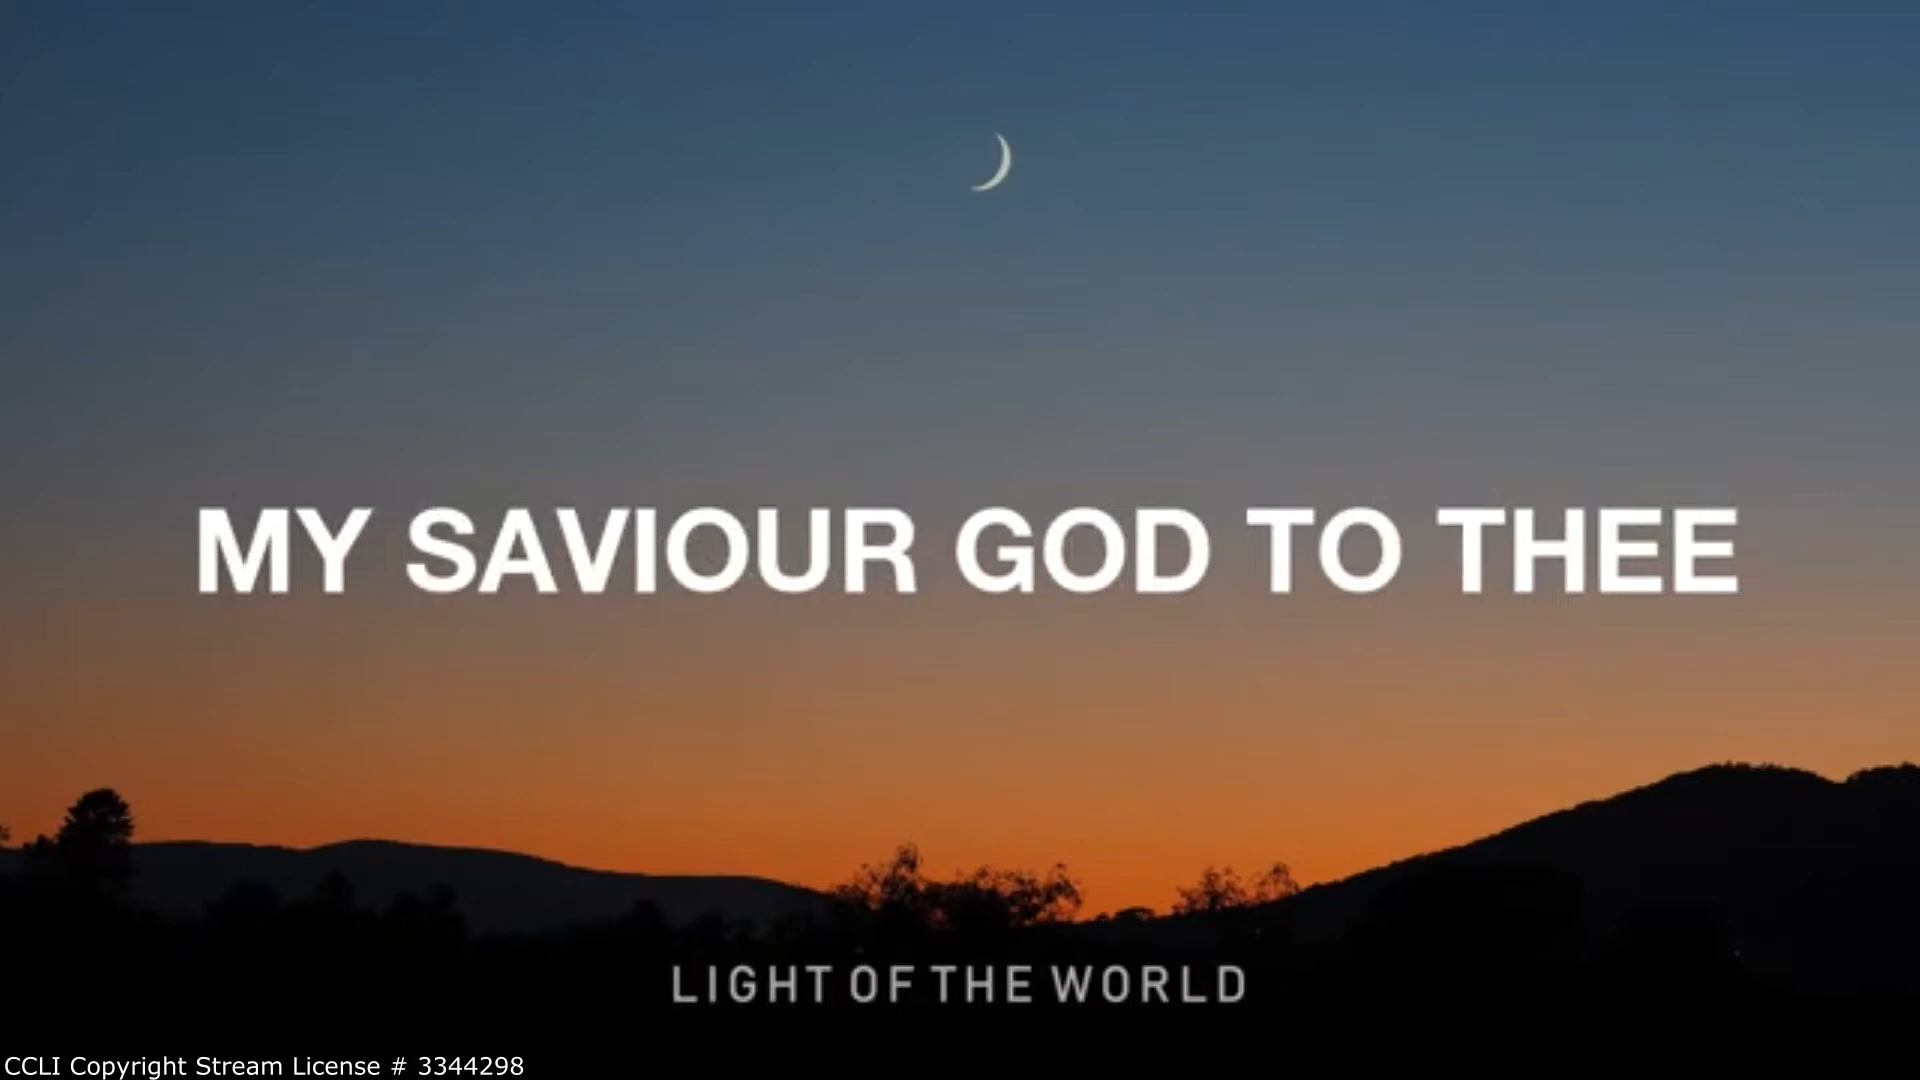 MY SAVIOUR GOD TO THEE
LIGHT OF THE WORLD
CCLI Copyright Stream License # 3344298